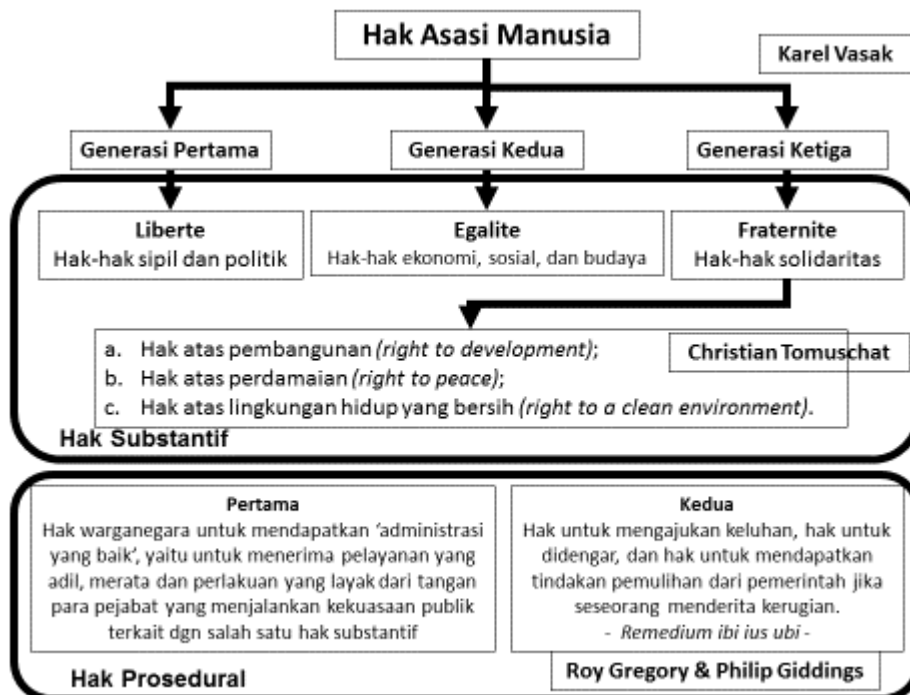 Hak Asasi Manusia
Karel Vasak
Generasi Pertama
Generasi Kedua
Generasi Ketiga
Liberte
Hak-hak sipil dan politik
Egalite
Hak-hak ekonomi, sosial, dan budaya
Fraternite
Hak-hak solidaritas
a. Hak atas pembangunan (right to development);
b. Hak atas perdamaian (right to peace);
c. Hak atas lingkungan hidup yang bersih (right to a clean environment).
Christian Tomuschat
Hak Substantif
Pertama
Hak warganegara untuk mendapatkan ‘administrasi
yang baik’, yaitu untuk menerima pelayanan yang
adil, merata dan perlakuan yang layak dari tangan
para pejabat yang menjalankan kekuasaan publik
terkait dgn salah satu hak substantif
Kedua
Hak untuk mengajukan keluhan, hak untuk
didengar, dan hak untuk mendapatkan
tindakan pemulihan dari pemerintah jika
seseorang menderita kerugian.
- Remedium ibi ius ubi -
Hak Prosedural
Roy Gregory & Philip Giddings